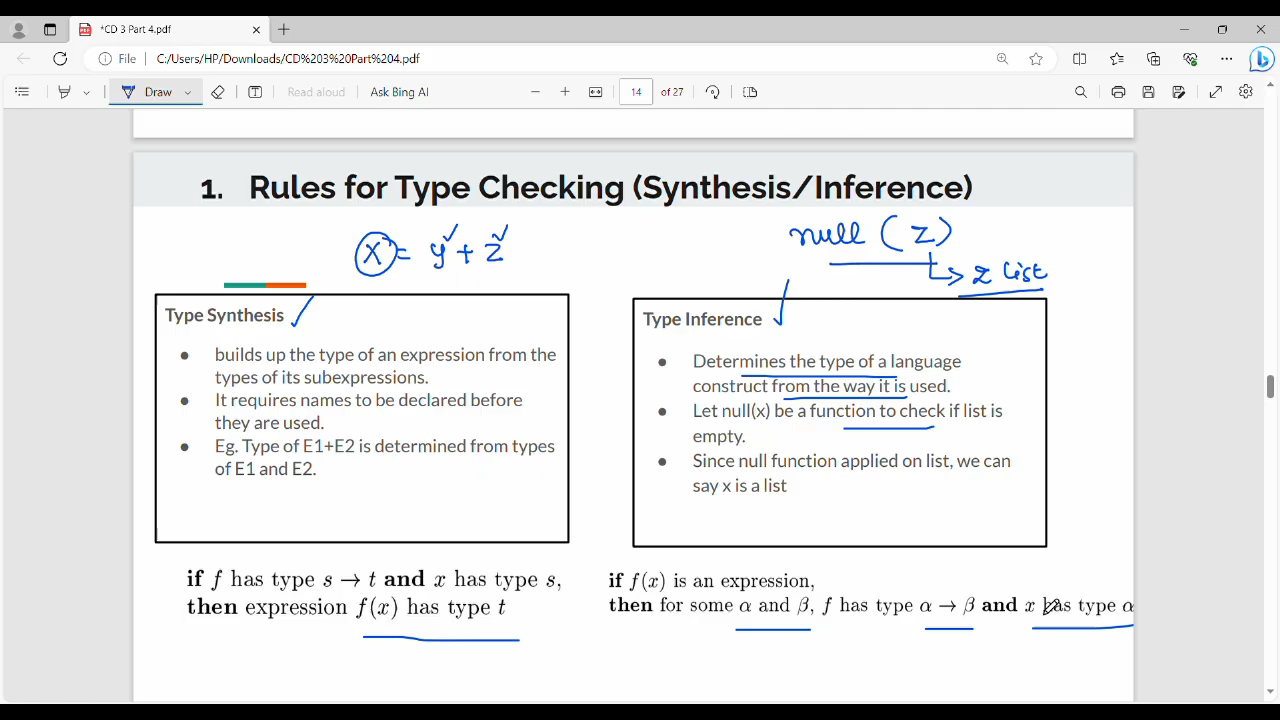 *CD 3 Part 4.pdf
File C:/Users/HP/Downloads/CD%203%20Part%204.pdf
Draw Read aloud Ask Bing AI 14 of 27
1. Rules for Type Checking (Synthesis/Inference)
x = y + z
null (z)
z list
Type Synthesis
builds up the type of an expression from the
types of its subexpressions.
It requires names to be declared before
they are used.
Eg. Type of E1+E2 is determined from types
of E1 and E2.
Type Inference
Determines the type of a language
construct from the way it is used.
Let null(x) be a function to check if list is
empty.
Since null function applied on list, we can
say x is a list
if f has type s → t and x has type s,
then expression f(x) has type t
if f(x) is an expression,
then for some α and β, f has type α → β and x has type α